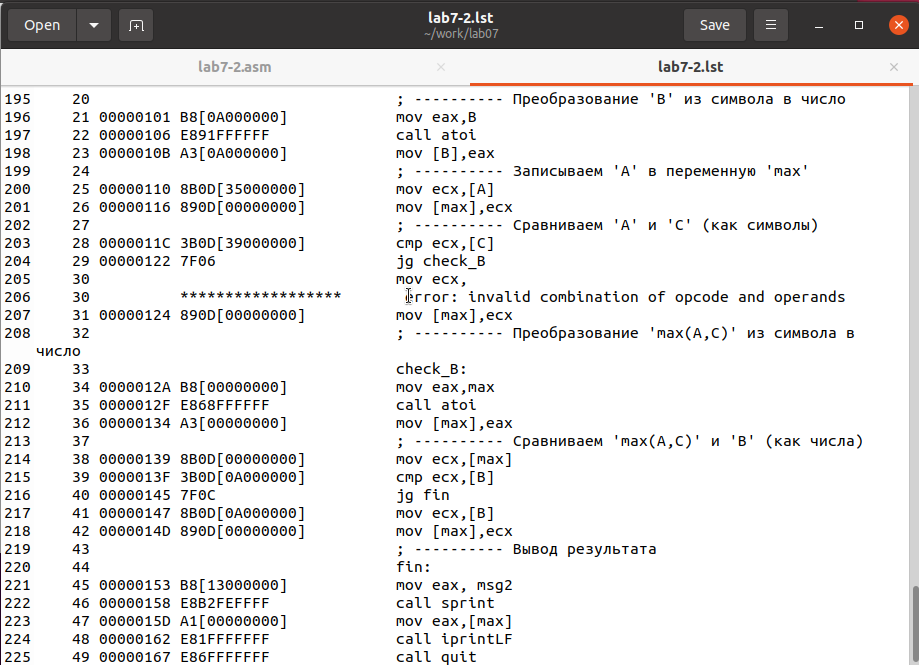 Open
lab7-2.lst
~/work/lab07
Save
lab7-2.asm
lab7-2.lst
195 20 ; ---------- Преобразование 'B' из символа в число
196 21 00000101 B8[0A000000] mov eax,B
197 22 00000106 E891FFFFFF call atoi
198 23 0000010B A3[0A000000] mov [B],eax
199 24 ; ---------- Записываем 'A' в переменную 'max'
200 25 00000110 8B0D[35000000] mov ecx,[A]
201 26 00000116 890D[00000000] mov [max],ecx
202 27 ; ---------- Сравниваем 'A' и 'C' (как символы)
203 28 0000011C 3B0D[39000000] cmp ecx,[C]
204 29 00000122 7F06 jg check_B
205 30 mov ecx,
206 30 ****************** error: invalid combination of opcode and operands
207 31 00000124 890D[00000000] mov [max],ecx
208 32 ; ---------- Преобразование 'max(A,C)' из символа в
число
209 33 check_B:
210 34 0000012A B8[00000000] mov eax,max
211 35 0000012F E868FFFFFF call atoi
212 36 00000134 A3[00000000] mov [max],eax
213 37 ; ---------- Сравниваем 'max(A,C)' и 'B' (как числа)
214 38 00000139 8B0D[00000000] mov ecx,[max]
215 39 0000013F 3B0D[0A000000] cmp ecx,[B]
216 40 00000145 7F0C jg fin
217 41 00000147 8B0D[0A000000] mov ecx,[B]
218 42 0000014D 890D[00000000] mov [max],ecx
219 43 ; ---------- Вывод результата
220 44 fin:
221 45 00000153 B8[13000000] mov eax, msg2
222 46 00000158 E8B2FEFFFF call sprint
223 47 0000015D A1[00000000] mov eax,[max]
224 48 00000162 E81FFFFFFF call iprintLF
225 49 00000167 E86FFFFFFF call quit